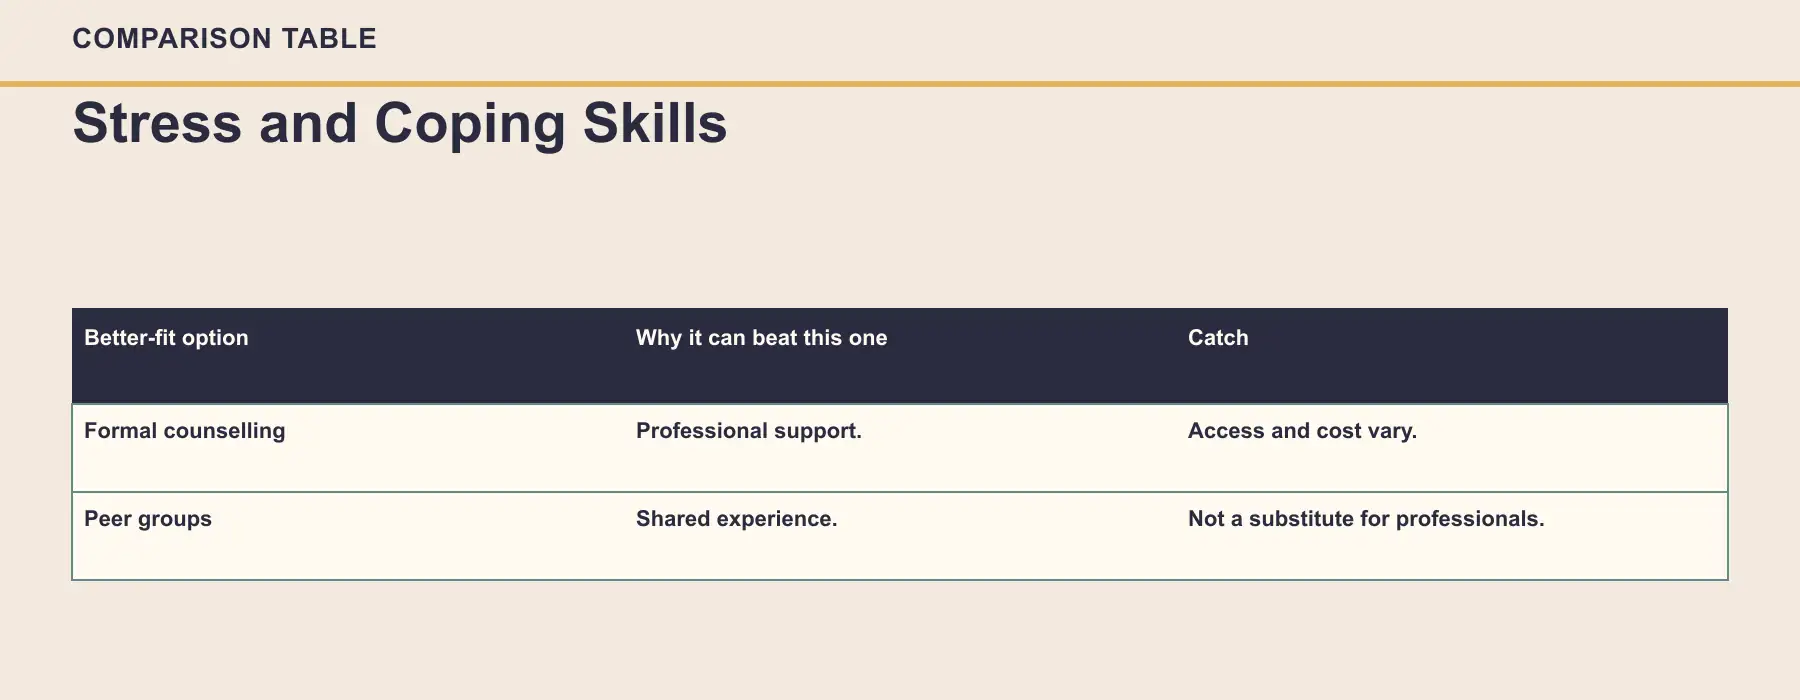 COMPARISON TABLE
Stress and Coping Skills
Better-fit option Why it can beat this one Catch
Formal counselling Professional support. Access and cost vary.
Peer groups Shared experience. Not a substitute for professionals.